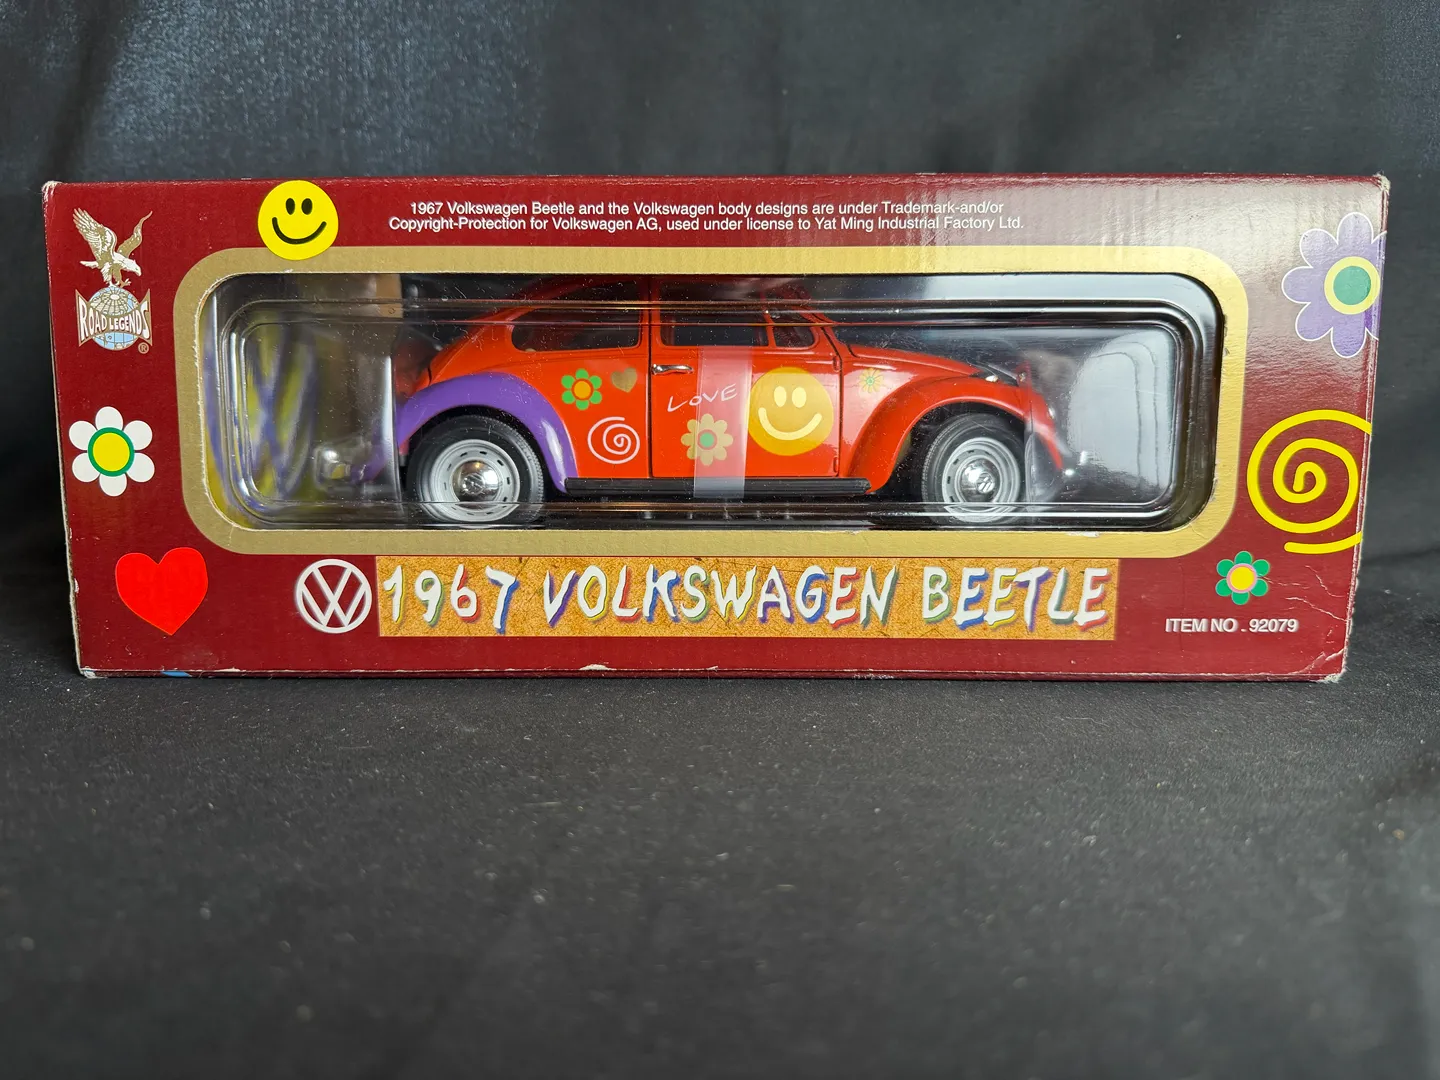 1967 Volkswagen Beetle and the Volkswagen body designs are under Trademark-and/or
Copyright-Protection for Volkswagen AG, used under license to Yat Ming Industrial Factory Ltd.
ROAD LEGENDS
®
LOVE
VW
1967 VOLKSWAGEN BEETLE
ITEM NO . 92079